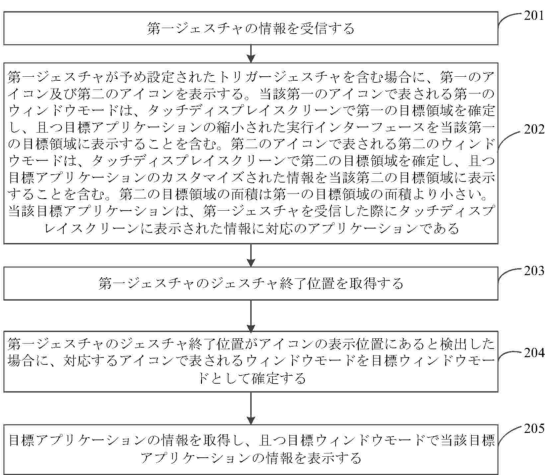 第一ジェスチャの情報を受信する
201
第一ジェスチャが予め設定されたトリガージェスチャを含む場合に、第一のア
イコン及び第二のアイコンを表示する。当該第一のアイコンで表される第一の
ウィンドウモードは、タッチディスプレイスクリーンで第一の目標領域を確定
し、且つ目標アプリケーションの縮小された実行インターフェースを当該第一
の目標領域に表示することを含む。第二のアイコンで表される第二のウィンド
ウモードは、タッチディスプレイスクリーンで第二の目標領域を確定し、且つ
目標アプリケーションのカスタマイズされた情報を当該第二の目標領域に表示
することを含む。第二の目標領域の面積は第一の目標領域の面積より小さい。
当該目標アプリケーションは、第一ジェスチャを受信した際にタッチディスプ
レイスクリーンに表示された情報に対応のアプリケーションである
202
第一ジェスチャのジェスチャ終了位置を取得する
203
第一ジェスチャのジェスチャ終了位置がアイコンの表示位置にあると検出した
場合に、対応するアイコンで表されるウィンドウモードを目標ウィンドウモー
ドとして確定する
204
目標アプリケーションの情報を取得し、且つ目標ウィンドウモードで当該目標
アプリケーションの情報を表示する
205